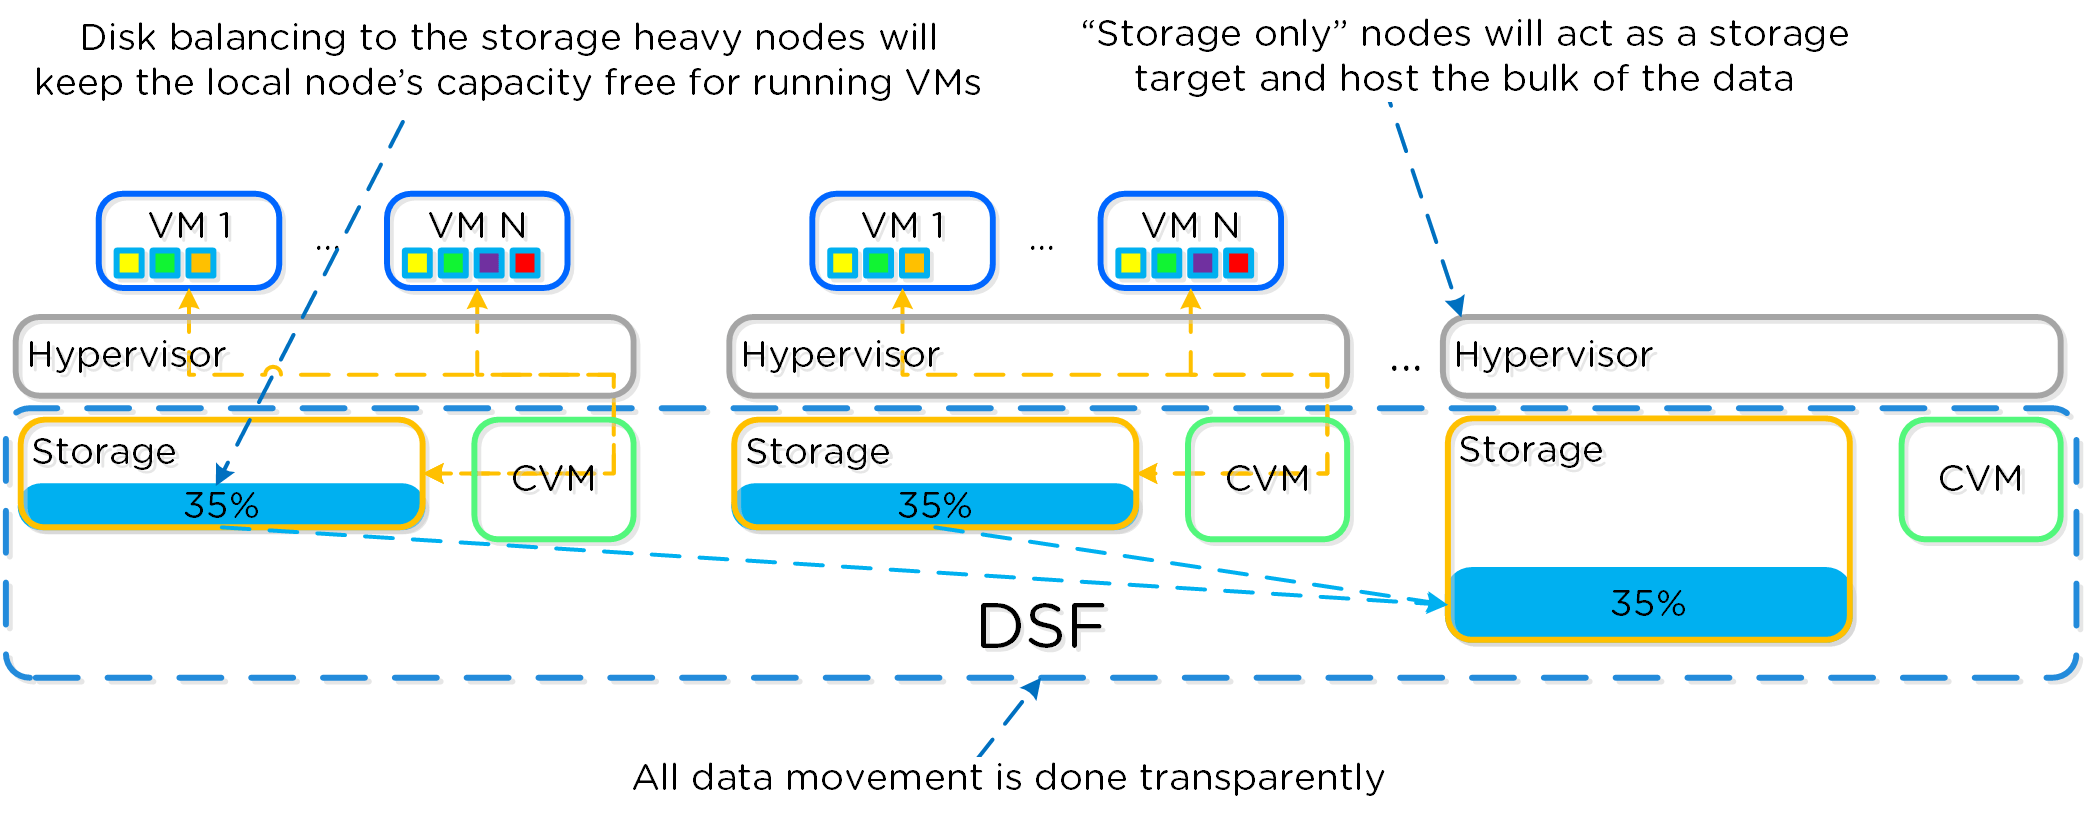 Disk balancing to the storage heavy nodes will
keep the local node’s capacity free for running VMs
“Storage only” nodes will act as a storage
target and host the bulk of the data
VM 1
...
VM N
VM 1
...
VM N
Hypervisor
Hypervisor
...
Hypervisor
Storage
35%
CVM
Storage
35%
CVM
Storage
35%
CVM
DSF
All data movement is done transparently